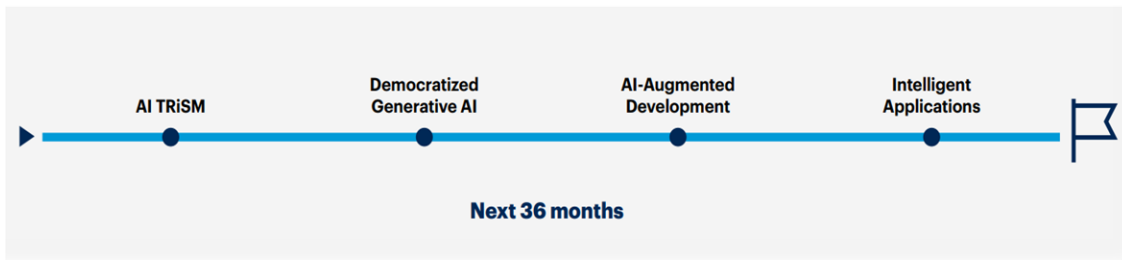 AI TRiSM
Democratized
Generative AI
AI-Augmented
Development
Intelligent
Applications
Next 36 months